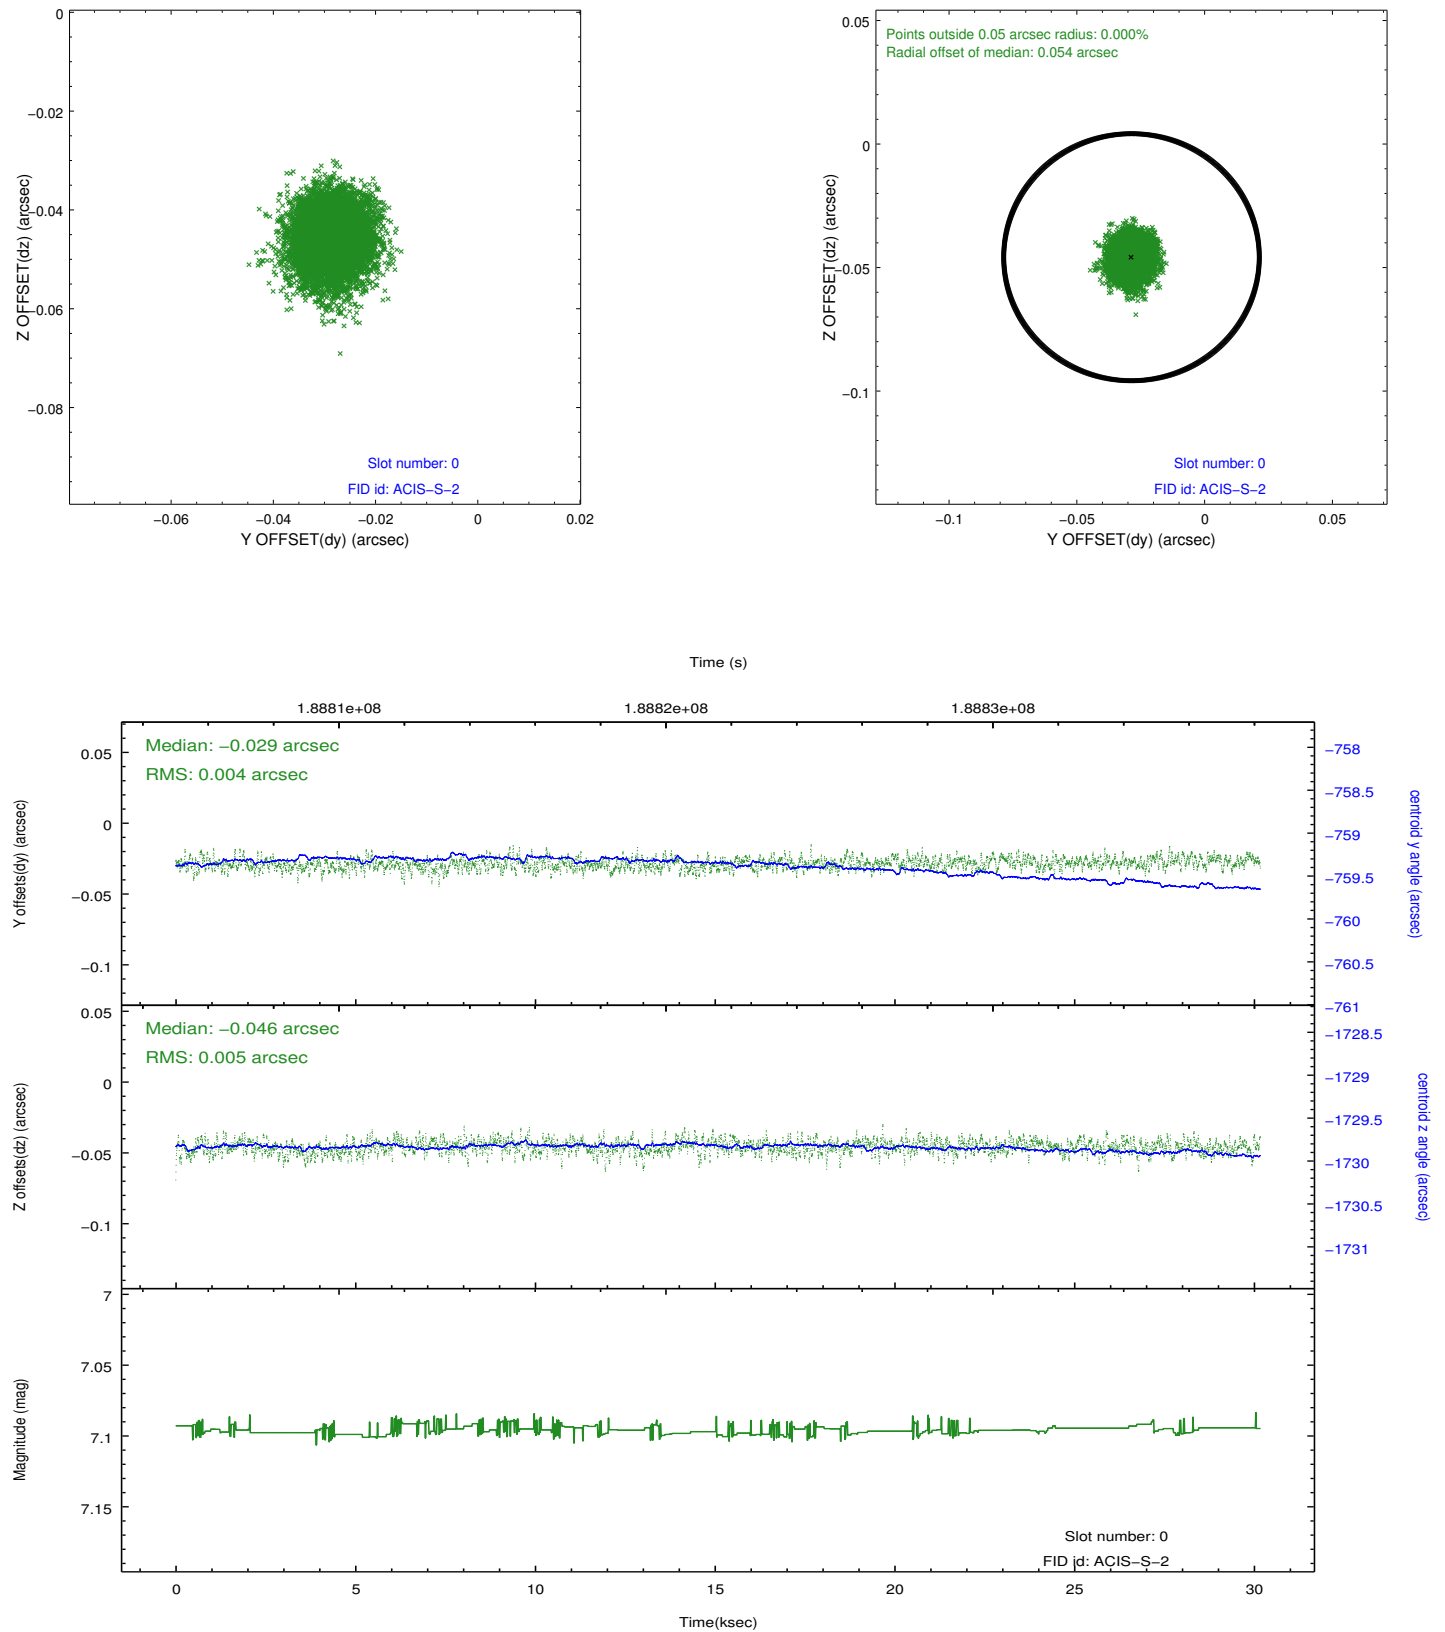 0
−0.02
−0.04
−0.06
−0.08
Z OFFSET(dz) (arcsec)
Slot number: 0
FID id: ACIS−S−2
−0.06
−0.04
−0.02
0
0.02
Y OFFSET(dy) (arcsec)
Points outside 0.05 arcsec radius: 0.000%
Radial offset of median: 0.054 arcsec
0.05
0
−0.05
−0.1
Z OFFSET(dz) (arcsec)
Slot number: 0
FID id: ACIS−S−2
−0.1
−0.05
0
0.05
Y OFFSET(dy) (arcsec)
Time (s)
1.8881e+08
1.8882e+08
1.8883e+08
Median: −0.029 arcsec
RMS: 0.004 arcsec
0.05
0
−0.05
−0.1
Y offsets(dy) (arcsec)
−758
−758.5
−759
−759.5
−760
−760.5
−761
centroid y angle (arcsec)
Median: −0.046 arcsec
RMS: 0.005 arcsec
0.05
0
−0.05
−0.1
Z offsets(dz) (arcsec)
−1728.5
−1729
−1729.5
−1730
−1730.5
−1731
centroid z angle (arcsec)
7
7.05
7.1
7.15
Magnitude (mag)
Slot number: 0
FID id: ACIS−S−2
0
5
10
15
20
25
30
Time(ksec)